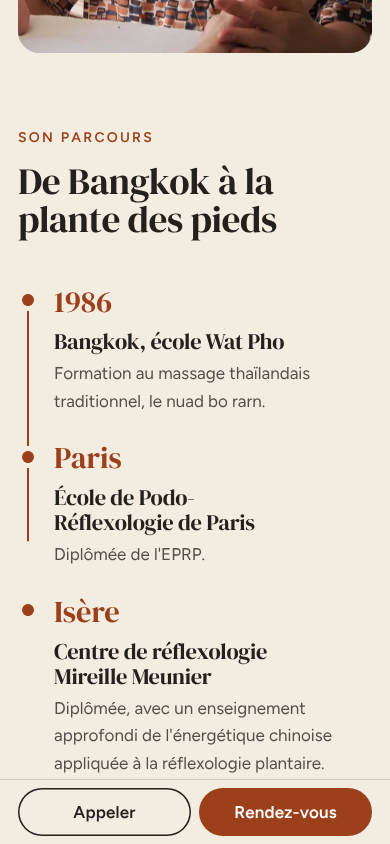 SON PARCOURS
De Bangkok à la
plante des pieds
1986
Bangkok, école Wat Pho
Formation au massage thaïlandais
traditionnel, le nuad bo rarn.
Paris
École de Podo-
Réflexologie de Paris
Diplômée de l'EPRP.
Isère
Centre de réflexologie
Mireille Meunier
Diplômée, avec un enseignement
approfondi de l'énergétique chinoise
appliquée à la réflexologie plantaire.
Appeler
Rendez-vous